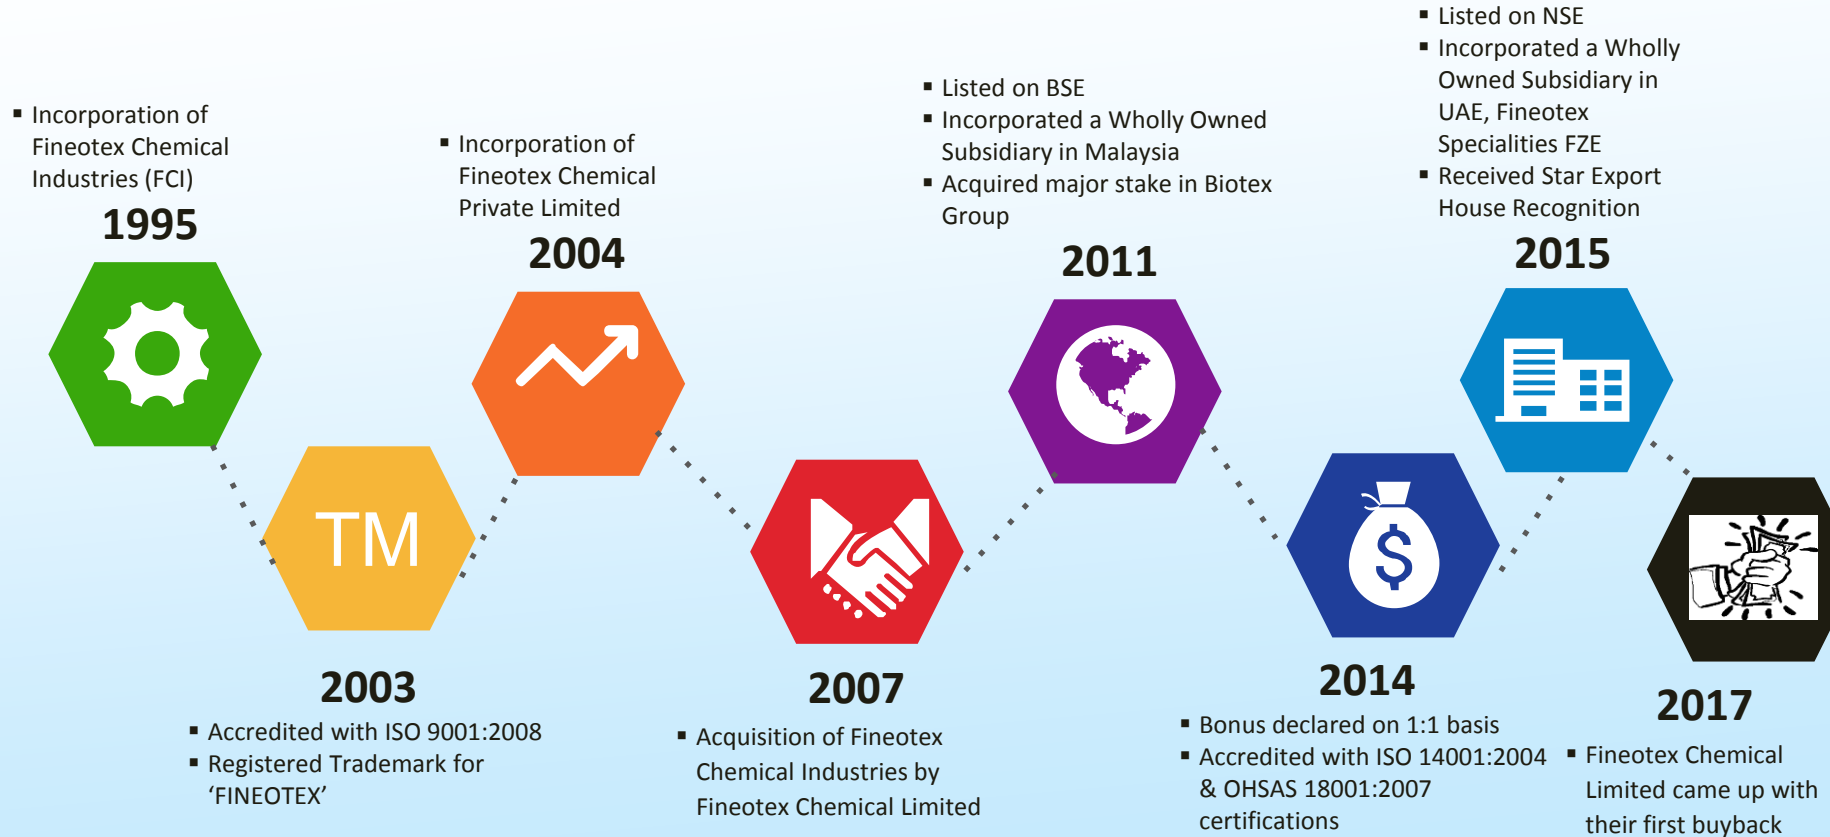 ▪ Incorporation of
Fineotex Chemical
Industries (FCI)
1995
TM
2003
▪ Accredited with ISO 9001:2008
▪ Registered Trademark for
‘FINEOTEX’
▪ Incorporation of
Fineotex Chemical
Private Limited
2004
2007
▪ Acquisition of Fineotex
Chemical Industries by
Fineotex Chemical Limited
▪ Listed on BSE
▪ Incorporated a Wholly Owned
Subsidiary in Malaysia
▪ Acquired major stake in Biotex
Group
2011
$
2014
▪ Bonus declared on 1:1 basis
▪ Accredited with ISO 14001:2004
& OHSAS 18001:2007
certifications
▪ Listed on NSE
▪ Incorporated a Wholly
Owned Subsidiary in
UAE, Fineotex
Specialities FZE
▪ Received Star Export
House Recognition
2015
2017
▪ Fineotex Chemical
Limited came up with
their first buyback